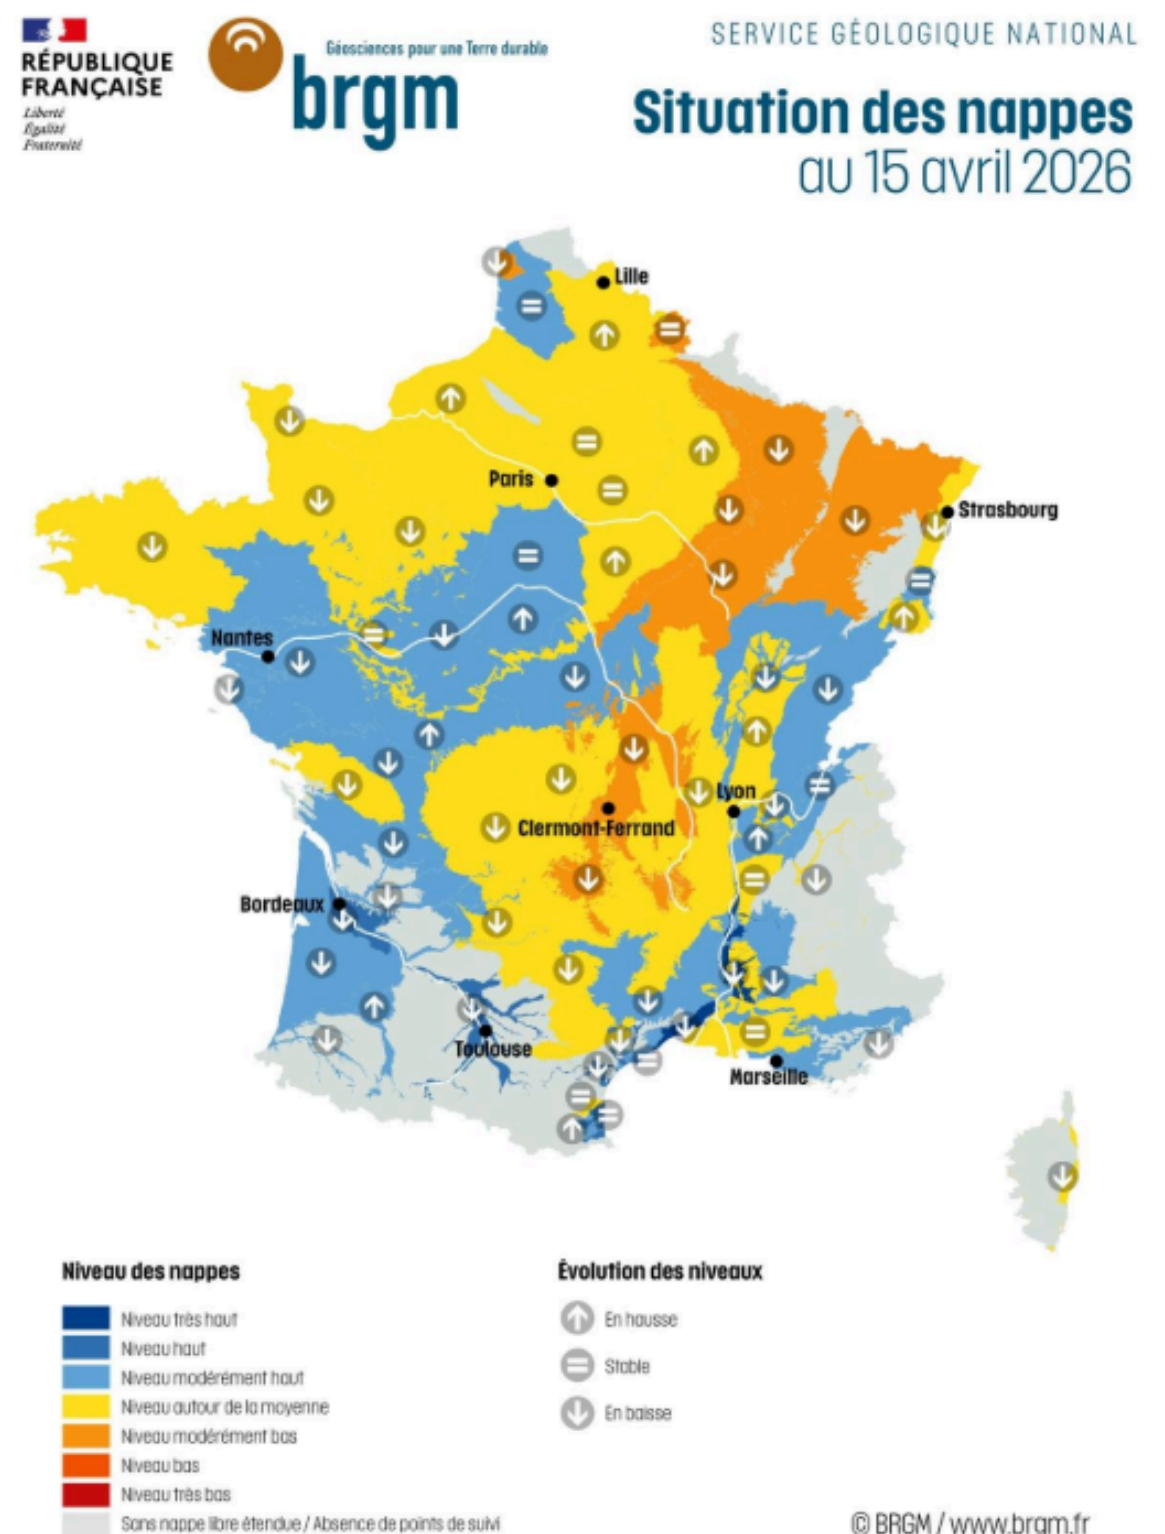 RÉPUBLIQUE
FRANÇAISE
Liberté
Égalité
Fraternité
Géosciences pour une Terre durable
brgm
SERVICE GÉOLOGIQUE NATIONAL
Situation des nappes
au 15 avril 2026
Lille
Paris
Strasbourg
Nantes
Lyon
Clermont-Ferrand
Bordeaux
Toulouse
Marseille
Niveau des nappes
Niveau très haut
Niveau haut
Niveau modérément haut
Niveau autour de la moyenne
Niveau modérément bas
Niveau bas
Niveau très bas
Sans nappe libre étendue / Absence de points de suivi
Évolution des niveaux
En hausse
Stable
En baisse
© BRGM / www.brgm.fr